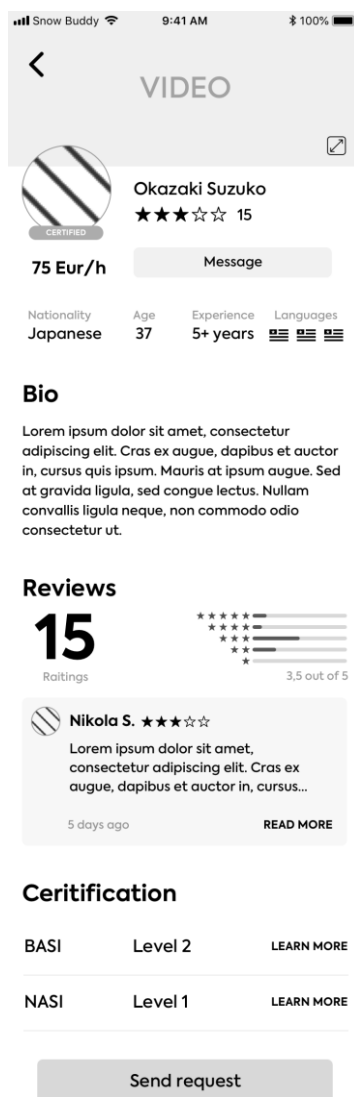 Snow Buddy 9:41 AM 100%
VIDEO
Okazaki Suzuko
★★★☆☆ 15
CERTIFIED
75 Eur/h Message
Nationality Age Experience Languages
Japanese 37 5+ years
Bio
Lorem ipsum dolor sit amet, consectetur
adipiscing elit. Cras ex augue, dapibus et auctor
in, cursus quis ipsum. Mauris at ipsum augue. Sed
at gravida ligula, sed congue lectus. Nullam
convallis ligula neque, non commodo odio
consectetur ut.
Reviews
15
Raitings
3,5 out of 5
Nikola S. ★★★☆☆
Lorem ipsum dolor sit amet,
consectetur adipiscing elit. Cras ex
augue, dapibus et auctor in, cursus...
5 days ago READ MORE
Ceritification
BASI Level 2 LEARN MORE
NASI Level 1 LEARN MORE
Send request